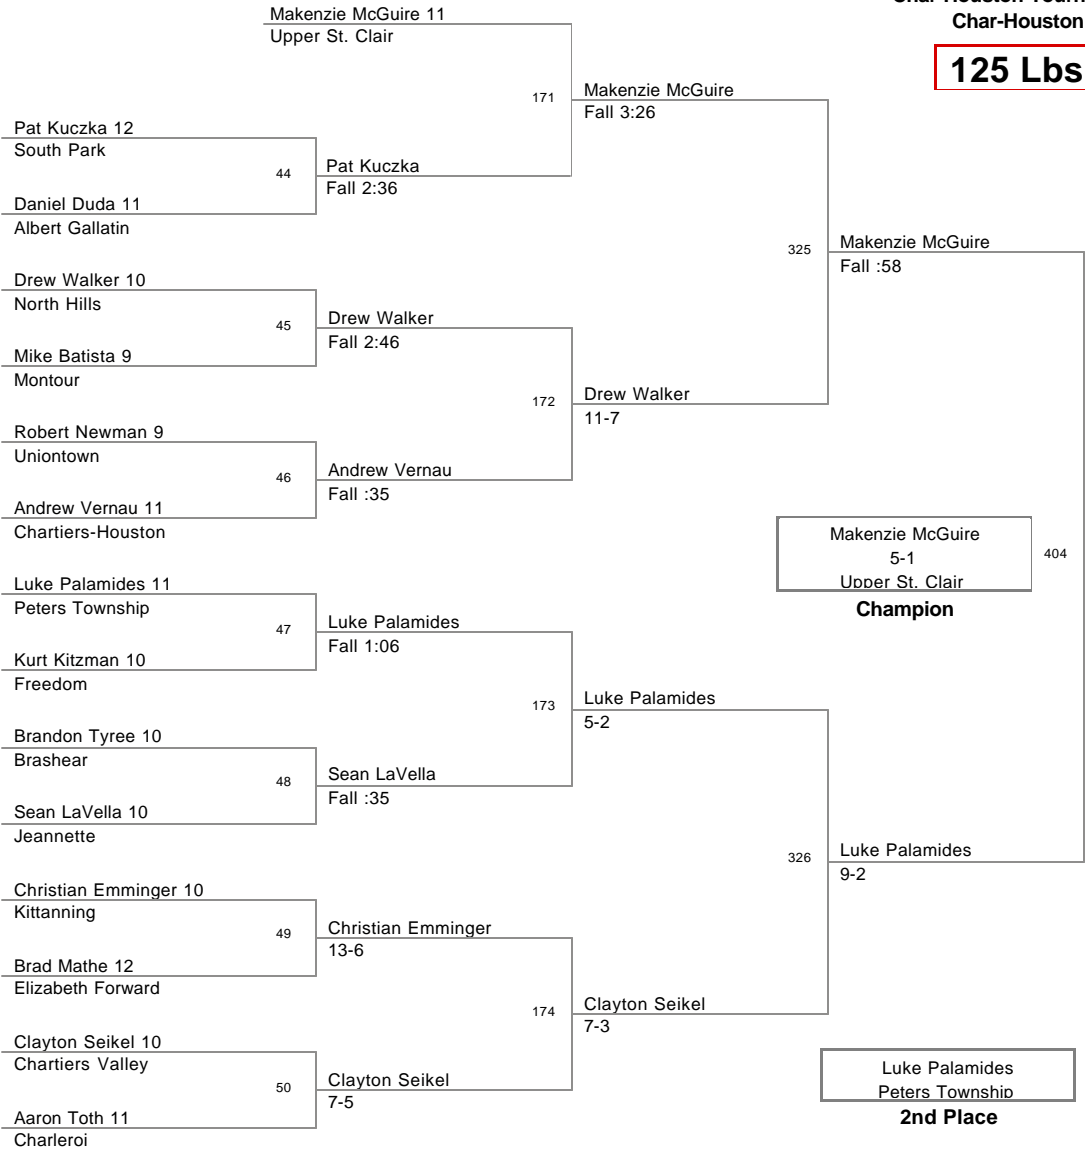 Char-Houston
125 Lbs
Makenzie McGuire 11
Upper St. Clair
171
Makenzie McGuire
Fall 3:26
Pat Kuczka 12
South Park
44
Pat Kuczka
Fall 2:36
Daniel Duda 11
Albert Gallatin
325
Makenzie McGuire
Fall :58
Drew Walker 10
North Hills
45
Drew Walker
Fall 2:46
Mike Batista 9
Montour
172
Drew Walker
11-7
Robert Newman 9
Uniontown
46
Andrew Vernau
Fall :35
Andrew Vernau 11
Chartiers-Houston
Makenzie McGuire
5-1
Upper St. Clair
404
Champion
Luke Palamides 11
Peters Township
47
Luke Palamides
Fall 1:06
Kurt Kitzman 10
Freedom
173
Luke Palamides
5-2
Brandon Tyree 10
Brashear
48
Sean LaVella
Fall :35
Sean LaVella 10
Jeannette
326
Luke Palamides
9-2
Christian Emminger 10
Kittanning
49
Christian Emminger
13-6
Brad Mathe 12
Elizabeth Forward
174
Clayton Seikel
7-3
Clayton Seikel 10
Chartiers Valley
50
Clayton Seikel
7-5
Aaron Toth 11
Charleroi
Luke Palamides
Peters Township
2nd Place